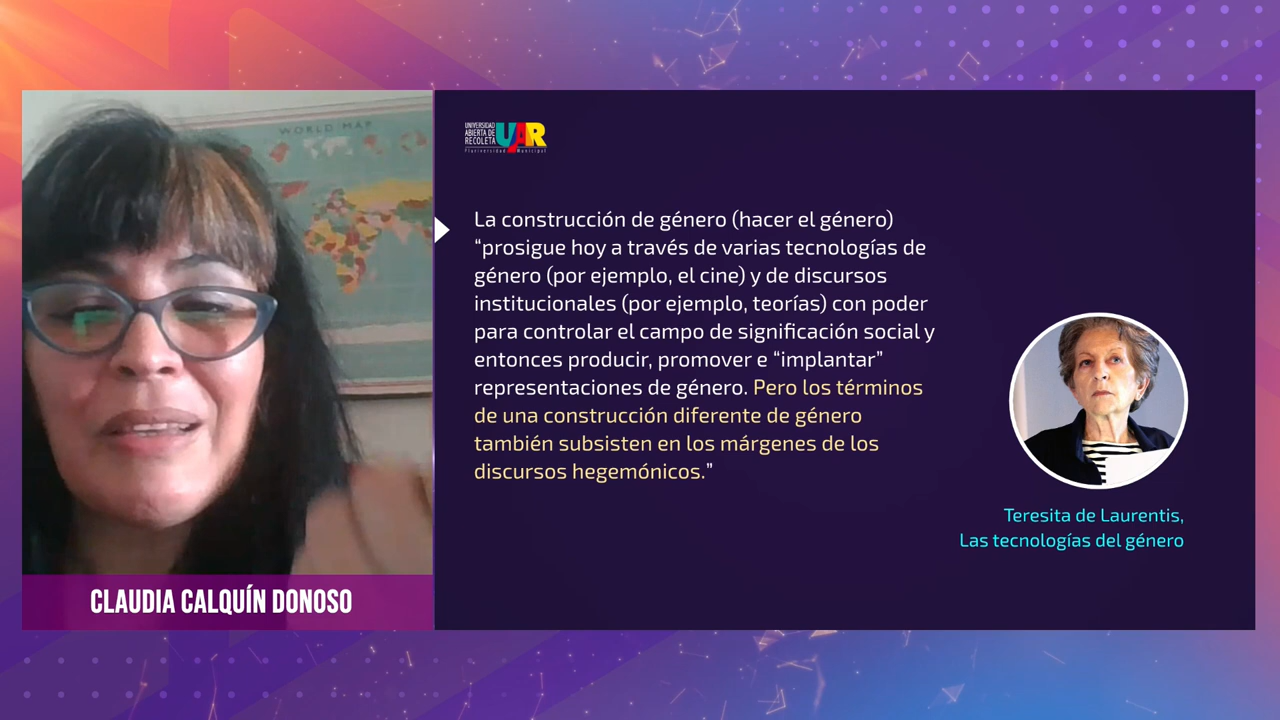 WORLD MAP
UNIVERSIDAD
ABIERTA DE
RECOLETA
UAR
Pluriversidad Municipal
La construcción de género (hacer el género)
“prosigue hoy a través de varias tecnologías de
género (por ejemplo, el cine) y de discursos
institucionales (por ejemplo, teorías) con poder
para controlar el campo de significación social y
entonces producir, promover e “implantar”
representaciones de género. Pero los términos
de una construcción diferente de género
también subsisten en los márgenes de los
discursos hegemónicos.”
Teresita de Laurentis,
Las tecnologías del género
CLAUDIA CALQUÍN DONOSO